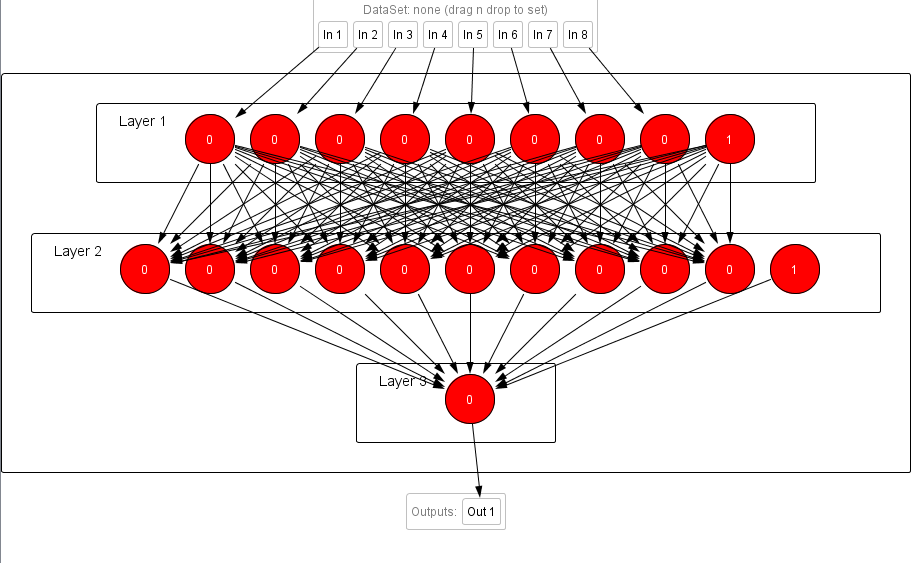 DataSet: none (drag n drop to set)
In 1 In 2 In 3 In 4 In 5 In 6 In 7 In 8
Layer 1
0 0 0 0 0 0 0 0 1
Layer 2
0 0 0 0 0 0 0 0 0 0 1
Layer 3
0
Outputs: Out 1